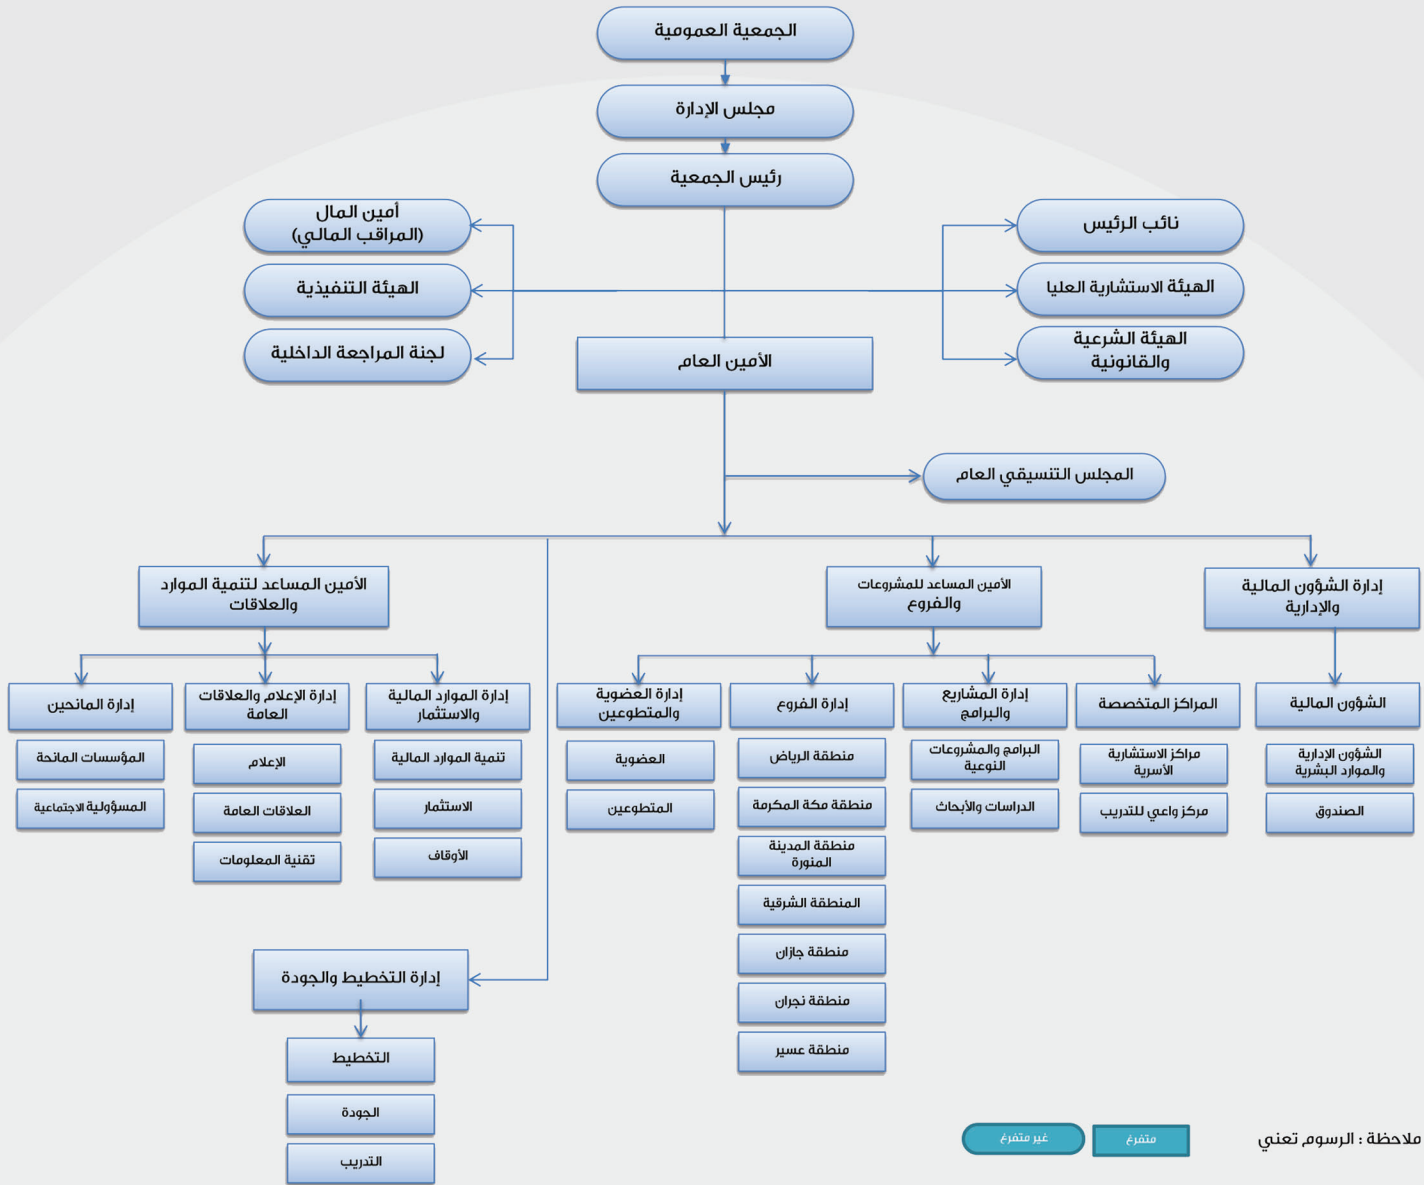 الجمعية العمومية
مجلس الإدارة
رئيس الجمعية
نائب الرئيس
أمين المال
(المراقب المالي)
الهيئة الاستشارية العليا
الهيئة التنفيذية
الهيئة الشرعية
والقانونية
لجنة المراجعة الداخلية
الأمين العام
المجلس التنسيقي العام
إدارة الشؤون المالية
والإدارية
الأمين المساعد للمشروعات
والفروع
الأمين المساعد لتنمية الموارد
والعلاقات
الشؤون المالية
الشؤون الإدارية
والموارد البشرية
الصندوق
المراكز المتخصصة
مراكز الاستشارية
الأسرية
مركز واعي للتدريب
إدارة المشاريع
والبرامج
البرامج والمشروعات
النوعية
الدراسات والأبحاث
إدارة الفروع
منطقة الرياض
منطقة مكة المكرمة
منطقة المدينة
المنورة
المنطقة الشرقية
منطقة جازان
منطقة نجران
منطقة عسير
إدارة العضوية
والمتطوعين
العضوية
المتطوعين
إدارة الموارد المالية
والاستثمار
تنمية الموارد المالية
الاستثمار
الأوقاف
إدارة الإعلام والعلاقات
العامة
الإعلام
العلاقات العامة
تقنية المعلومات
إدارة المانحين
المؤسسات المانحة
المسؤولية الاجتماعية
إدارة التخطيط والجودة
التخطيط
الجودة
التدريب
ملاحظة : الرسوم تعني
متفرغ
غير متفرغ